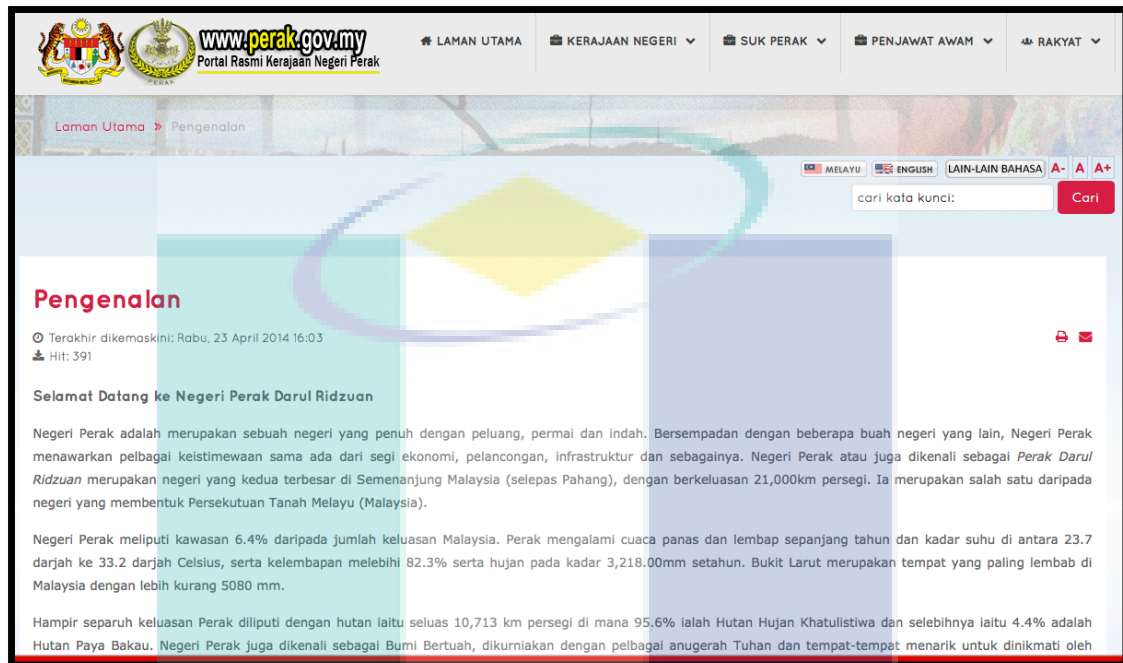 www.perak.gov.my
Portal Rasmi Kerajaan Negeri Perak
PERAK
LAMAN UTAMA
KERAJAAN NEGERI
SUK PERAK
PENJAWAT AWAM
RAKYAT
Laman Utama » Pengenalan
MELAYU ENGLISH LAIN-LAIN BAHASA A- A A+
cari kata kunci: Cari
Pengenalan
Terakhir dikemaskini: Rabu, 23 April 2014 16:03
Hit: 391
Selamat Datang ke Negeri Perak Darul Ridzuan
Negeri Perak adalah merupakan sebuah negeri yang penuh dengan peluang, permai dan indah. Bersempadan dengan beberapa buah negeri yang lain, Negeri Perak
menawarkan pelbagai keistimewaan sama ada dari segi ekonomi, pelancongan, infrastruktur dan sebagainya. Negeri Perak atau juga dikenali sebagai Perak Darul
Ridzuan merupakan negeri yang kedua terbesar di Semenanjung Malaysia (selepas Pahang), dengan berkeluasan 21,000km persegi. Ia merupakan salah satu daripada
negeri yang membentuk Persekutuan Tanah Melayu (Malaysia).
Negeri Perak meliputi kawasan 6.4% daripada jumlah keluasan Malaysia. Perak mengalami cuaca panas dan lembap sepanjang tahun dan kadar suhu di antara 23.7
darjah ke 33.2 darjah Celsius, serta kelembapan melebihi 82.3% serta hujan pada kadar 3,218.00mm setahun. Bukit Larut merupakan tempat yang paling lembab di
Malaysia dengan lebih kurang 5080 mm.
Hampir separuh keluasan Perak diliputi dengan hutan iaitu seluas 10,713 km persegi di mana 95.6% ialah Hutan Hujan Khatulistiwa dan selebihnya iaitu 4.4% adalah
Hutan Paya Bakau. Negeri Perak juga dikenali sebagai Bumi Bertuah, dikurniakan dengan pelbagai anugerah Tuhan dan tempat-tempat menarik untuk dinikmati oleh